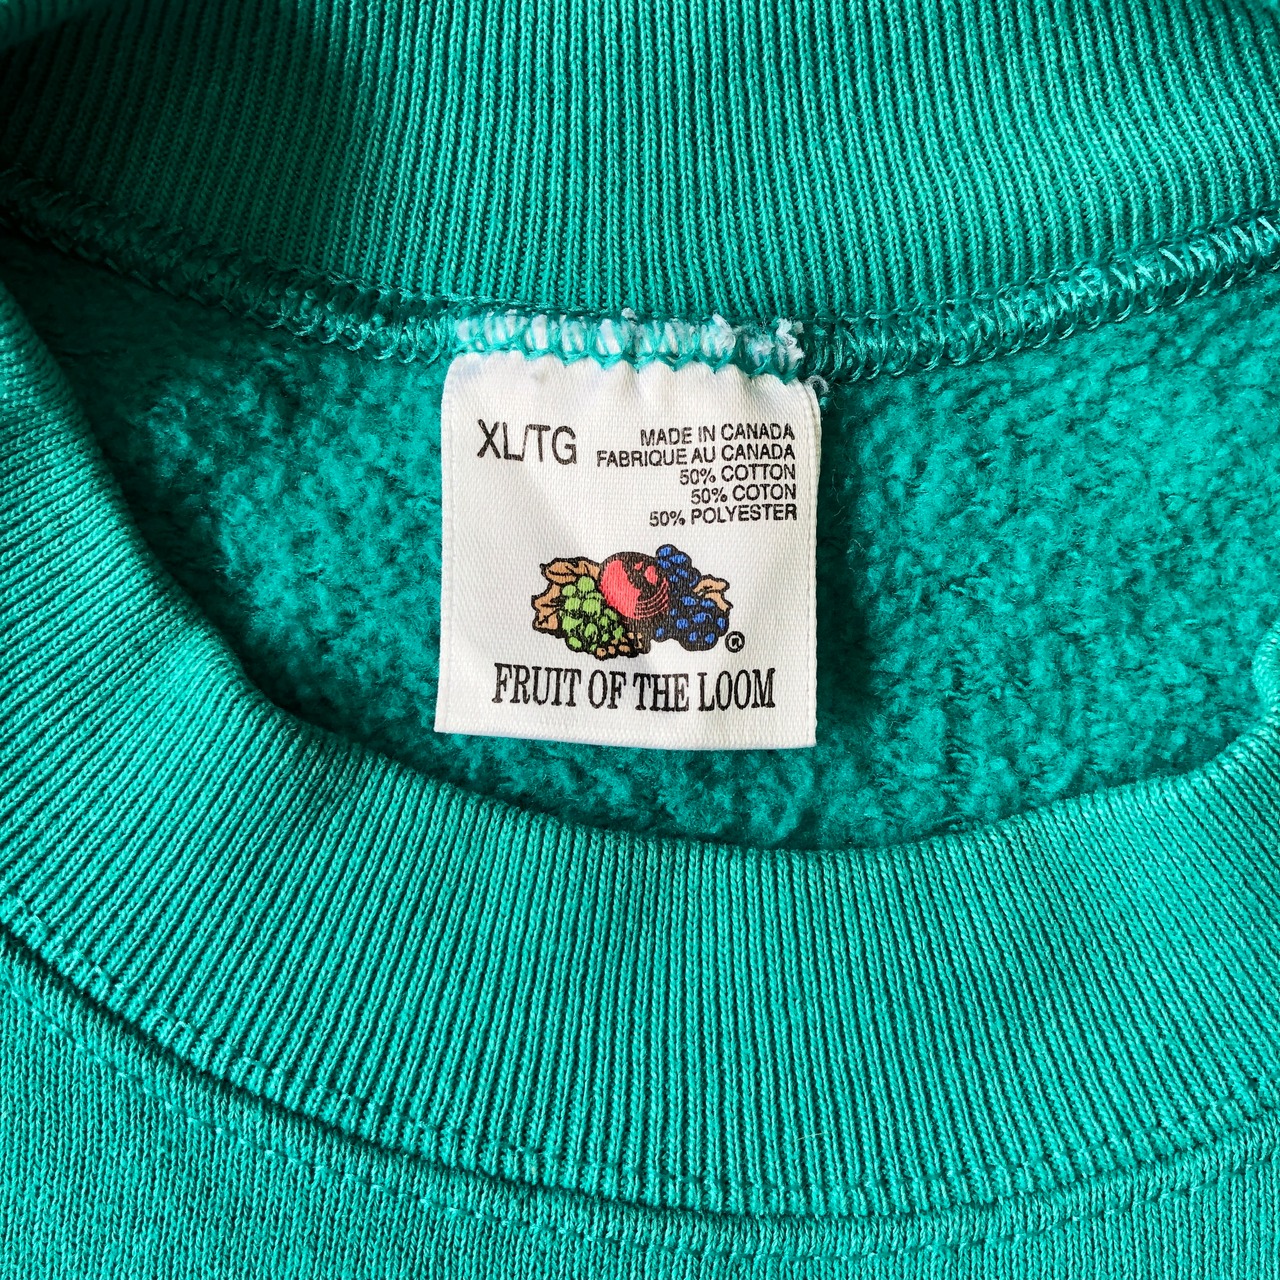 XL/TG
MADE IN CANADA
FABRIQUE AU CANADA
50% COTTON
50% COTON
50% POLYESTER
®
FRUIT OF THE LOOM